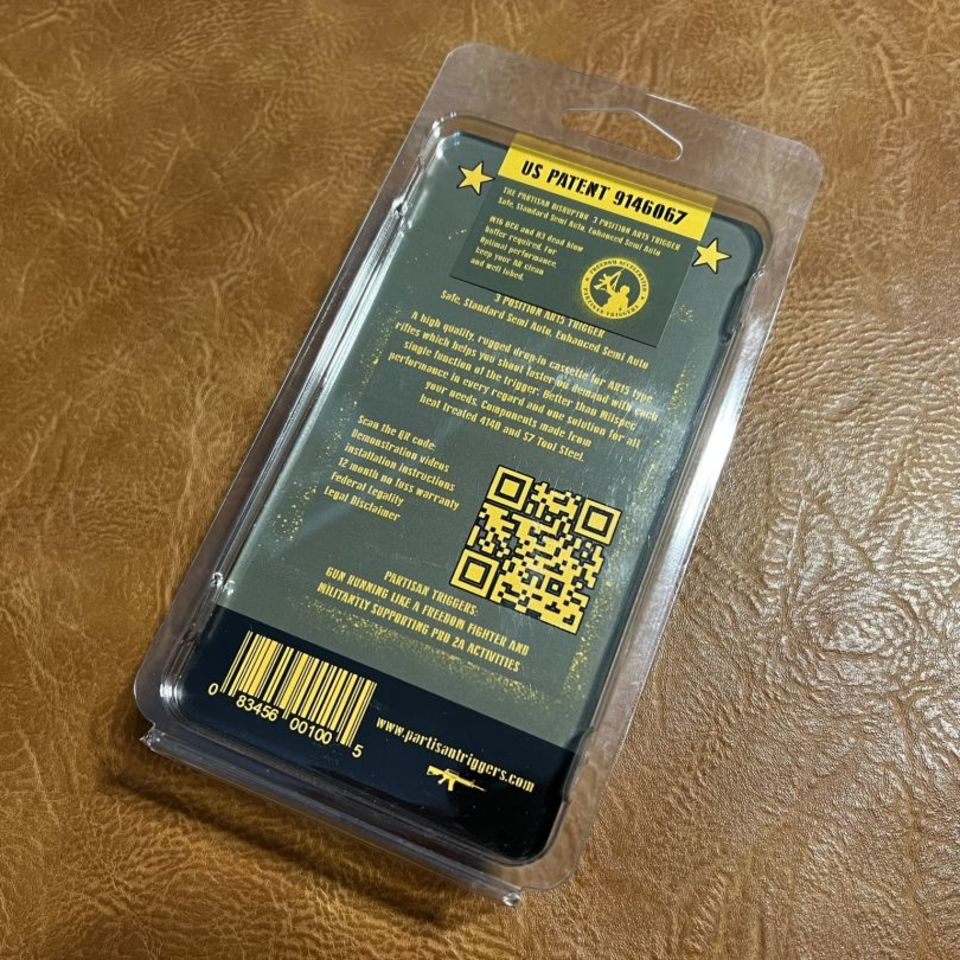 US PATENT 9146067
THE PARTISAN DISRUPTOR 3 POSITION AR15 TRIGGER
Safe, Standard Semi Auto, Enhanced Semi Auto
M16 BCG and H3 dead blow
buffer required. For
Optimal performance,
keep your AR clean
and well lubed.
FREEDOM ACCELERATED
PARTISAN TRIGGERS
3 POSITION AR15 TRIGGER
Safe, Standard Semi Auto, Enhanced Semi Auto
A high quality, rugged drop-in cassette for AR15 type
rifles which helps you shoot faster on demand with each
single function of the trigger. Better than Milspec
performance in every regard and one solution for all
your needs. Components made from
heat treated 4140 and S7 Tool Steel.
Scan the QR code.
Demonstration videos
Installation instructions
12 month no fuss warranty
Federal Legality
Legal Disclaimer
PARTISAN TRIGGERS.
GUN RUNNING LIKE A FREEDOM FIGHTER AND
MILITANTLY SUPPORTING PRO 2A ACTIVITIES
0 83456 00100 5
www.partisantriggers.com